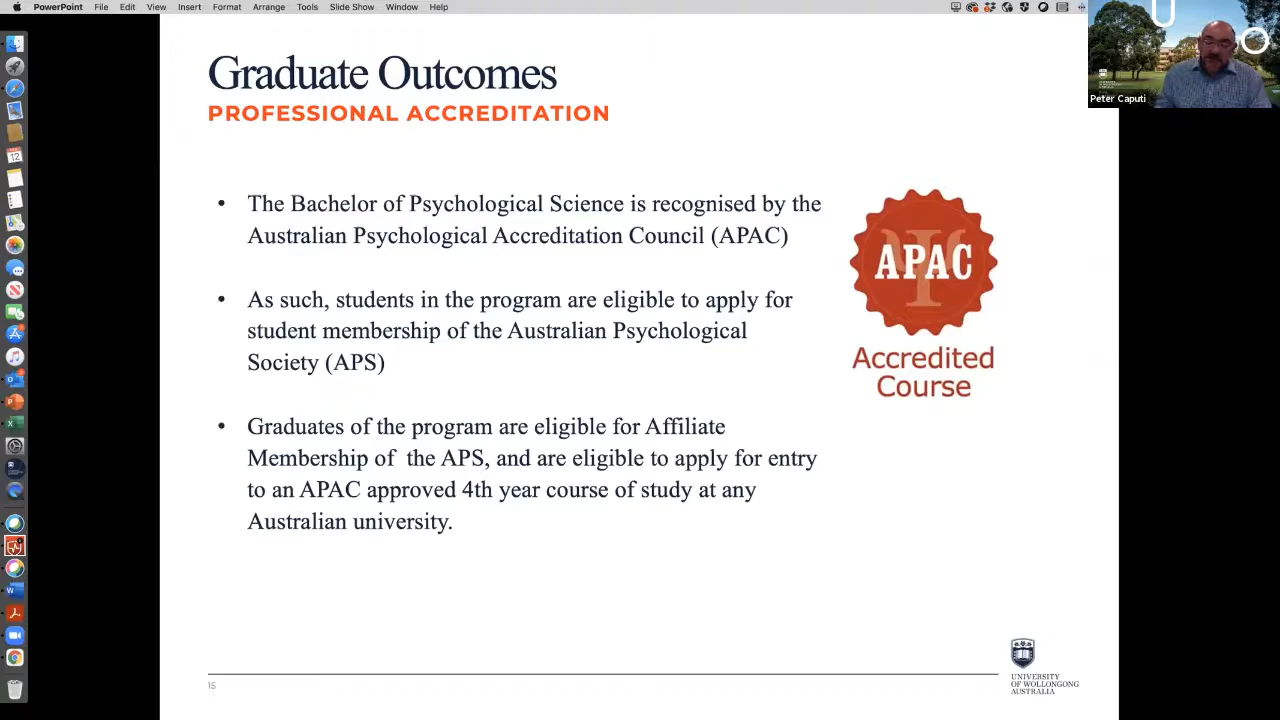 PowerPoint File Edit View Insert Format Arrange Tools Slide Show Window Help
Peter Caputi
Graduate Outcomes
PROFESSIONAL ACCREDITATION
• The Bachelor of Psychological Science is recognised by the
Australian Psychological Accreditation Council (APAC)
• As such, students in the program are eligible to apply for
student membership of the Australian Psychological
Society (APS)
• Graduates of the program are eligible for Affiliate
Membership of the APS, and are eligible to apply for entry
to an APAC approved 4th year course of study at any
Australian university.
APAC
Accredited
Course
15
UNIVERSITY
OF WOLLONGONG
AUSTRALIA